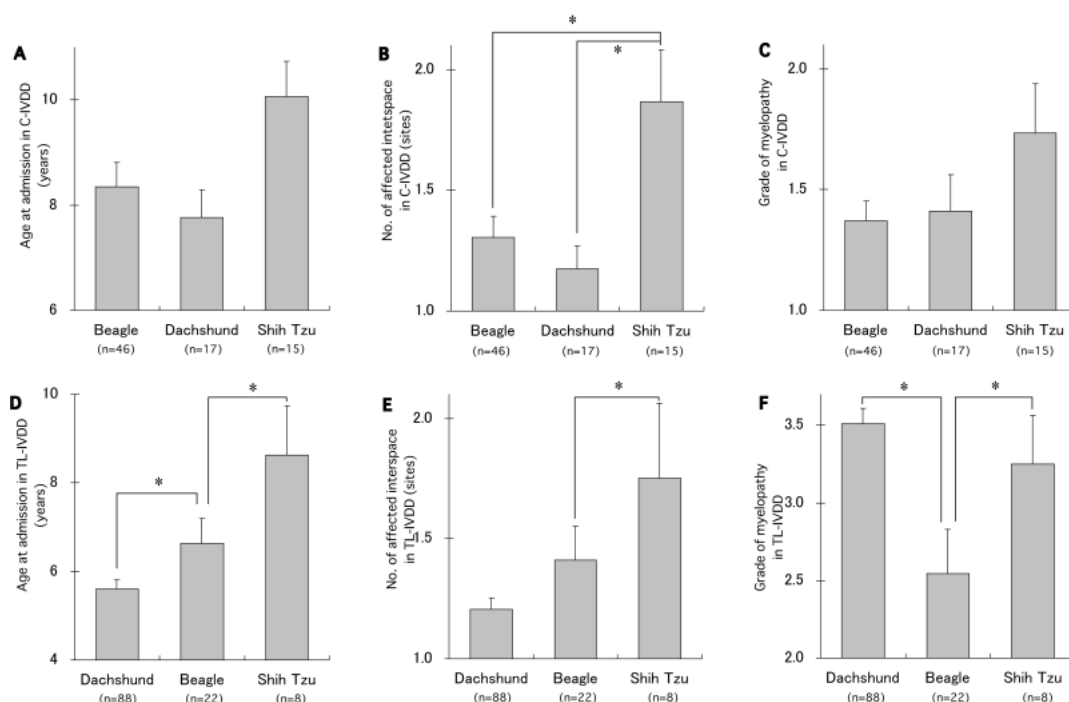 A
Age at admission in C-IVDD
(years)
10
8
6
Beagle
Dachshund
Shih Tzu
(n=46)
(n=17)
(n=15)
B
No. of affected intetspace
in C-IVDD (sites)
*
*
2.0
1.5
1.0
Beagle
Dachshund
Shih Tzu
(n=46)
(n=17)
(n=15)
C
Grade of myelopathy
in C-IVDD
2.0
1.5
1.0
Beagle
Dachshund
Shih Tzu
(n=46)
(n=17)
(n=15)
D
Age at admission in TL-IVDD
(years)
10
8
6
4
*
*
Dachshund
Beagle
Shih Tzu
(n=88)
(n=22)
(n=8)
E
No. of affected interspace
in TL-IVDD (sites)
2.0
1.5
1.0
*
Dachshund
Beagle
Shih Tzu
(n=88)
(n=22)
(n=8)
F
Grade of myelopathy
in TL-IVDD
3.5
3.0
2.5
2.0
*
*
Dachshund
Beagle
Shih Tzu
(n=88)
(n=22)
(n=8)